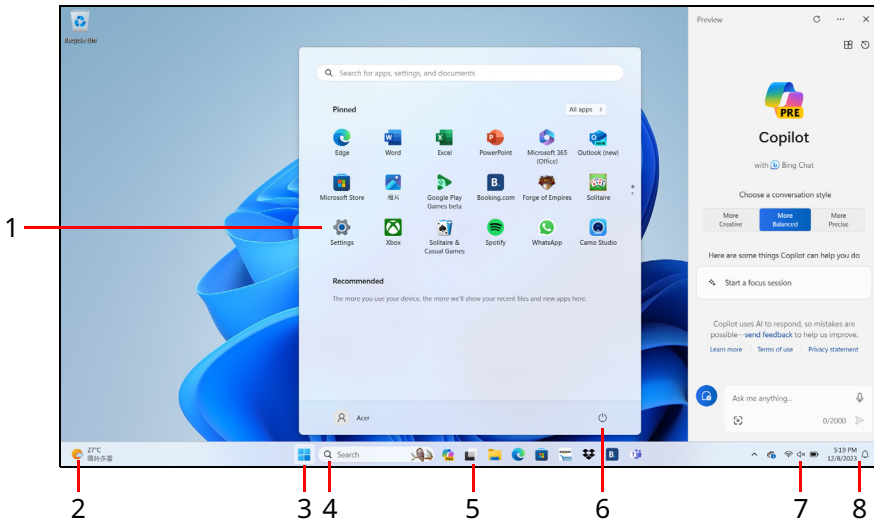 Preview
Recycle Bin
Search for apps, settings, and documents
Pinned
All apps
Edge
Word
Excel
PowerPoint
Microsoft 365
(Office)
Outlook (new)
Microsoft Store
相片
Google Play
Games beta
Booking.com
Forge of Empires
Solitaire
Settings
Xbox
Solitaire &
Casual Games
Spotify
WhatsApp
Camo Studio
Recommended
The more you use your device, the more we'll show your recent files and new apps here.
Acer
PRE
Copilot
with Bing Chat
Choose a conversation style
More
Creative
More
Balanced
More
Precise
Here are some things Copilot can help you do
Start a focus session
Copilot uses AI to respond, so mistakes are
possible—send feedback to help us improve.
Learn more
Terms of use
Privacy statement
Ask me anything...
0/2000
27°C
Search
5:19 PM
12/8/2023
1
2
3
4
5
6
7
8